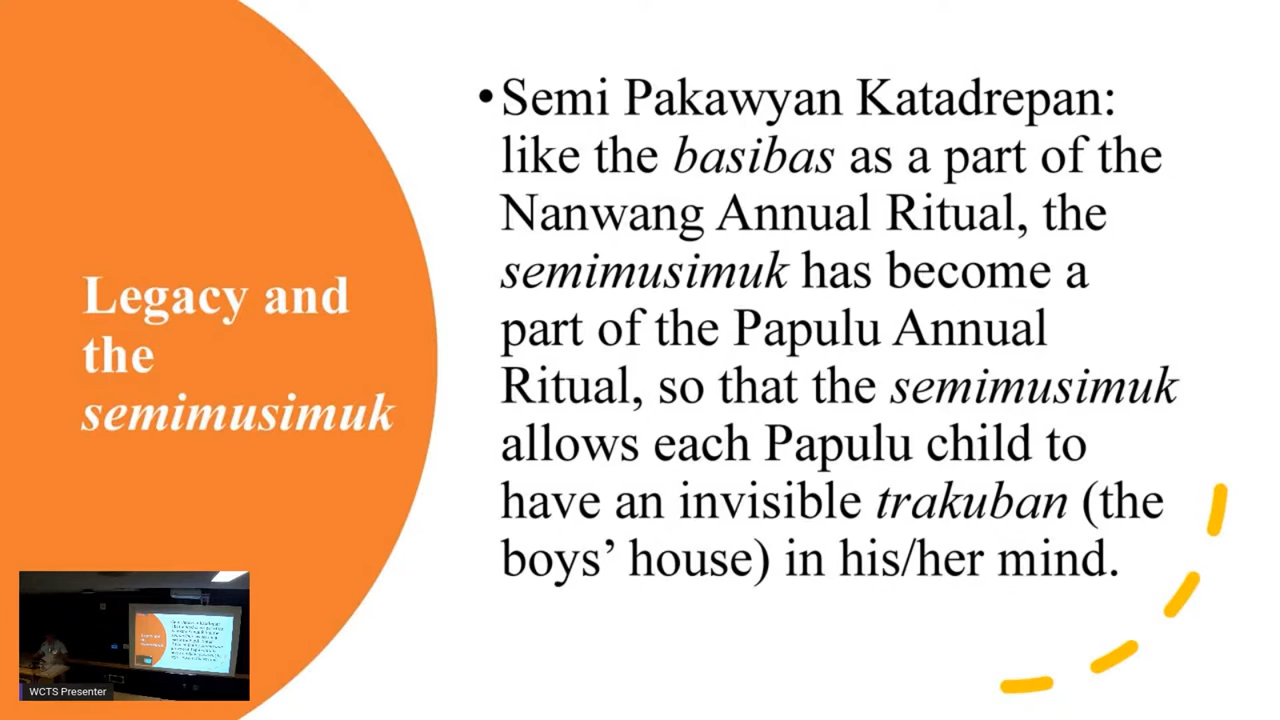 Legacy and
the
semimusimuk
•Semi Pakawyan Katadrepan:
like the basibas as a part of the
Nanwang Annual Ritual, the
semimusimuk has become a
part of the Papulu Annual
Ritual, so that the semimusimuk
allows each Papulu child to
have an invisible trakuban (the
boys’ house) in his/her mind.
WCTS Presenter